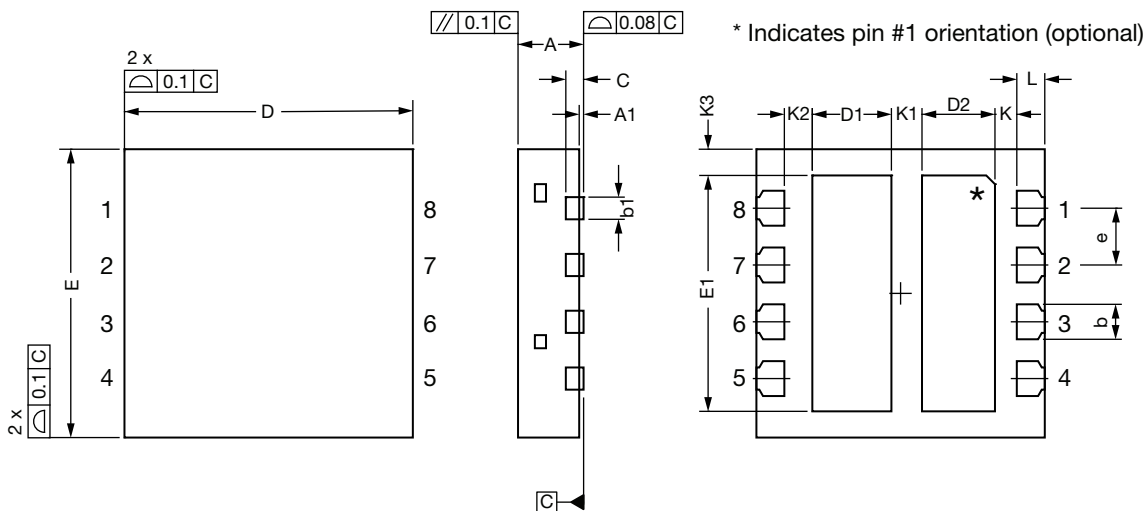 // 0.1 C
A
⌓ 0.08 C
* Indicates pin #1 orientation (optional)
2 x
⌓ 0.1 C
D
C
A1
K3
K2
D1
K1
D2
K
L
1
8
b1
8
1
e
2
7
7
2
E
E1
3
6
6
3
b
4
5
5
4
*
2 x
⌓ 0.1 C
C